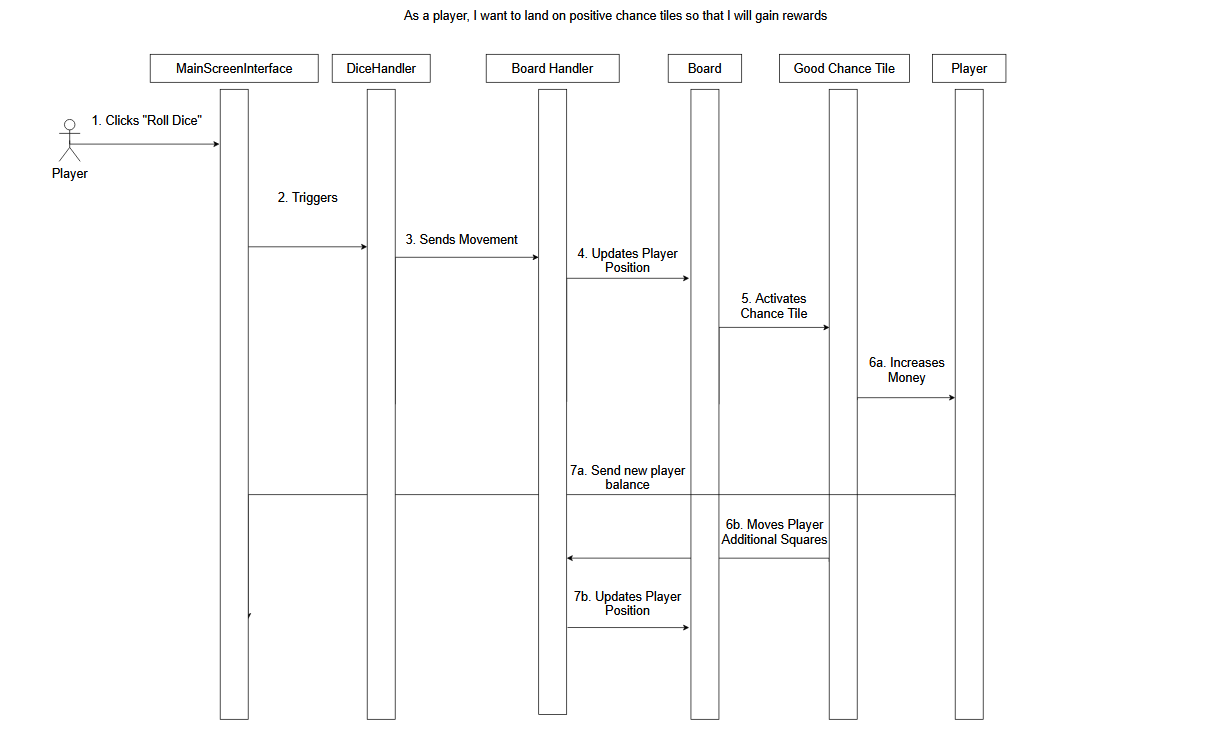 As a player, I want to land on positive chance tiles so that I will gain rewards
MainScreenInterface
DiceHandler
Board Handler
Board
Good Chance Tile
Player
1. Clicks "Roll Dice"
Player
2. Triggers
3. Sends Movement
4. Updates Player
Position
5. Activates
Chance Tile
6a. Increases
Money
7a. Send new player
balance
6b. Moves Player
Additional Squares
7b. Updates Player
Position